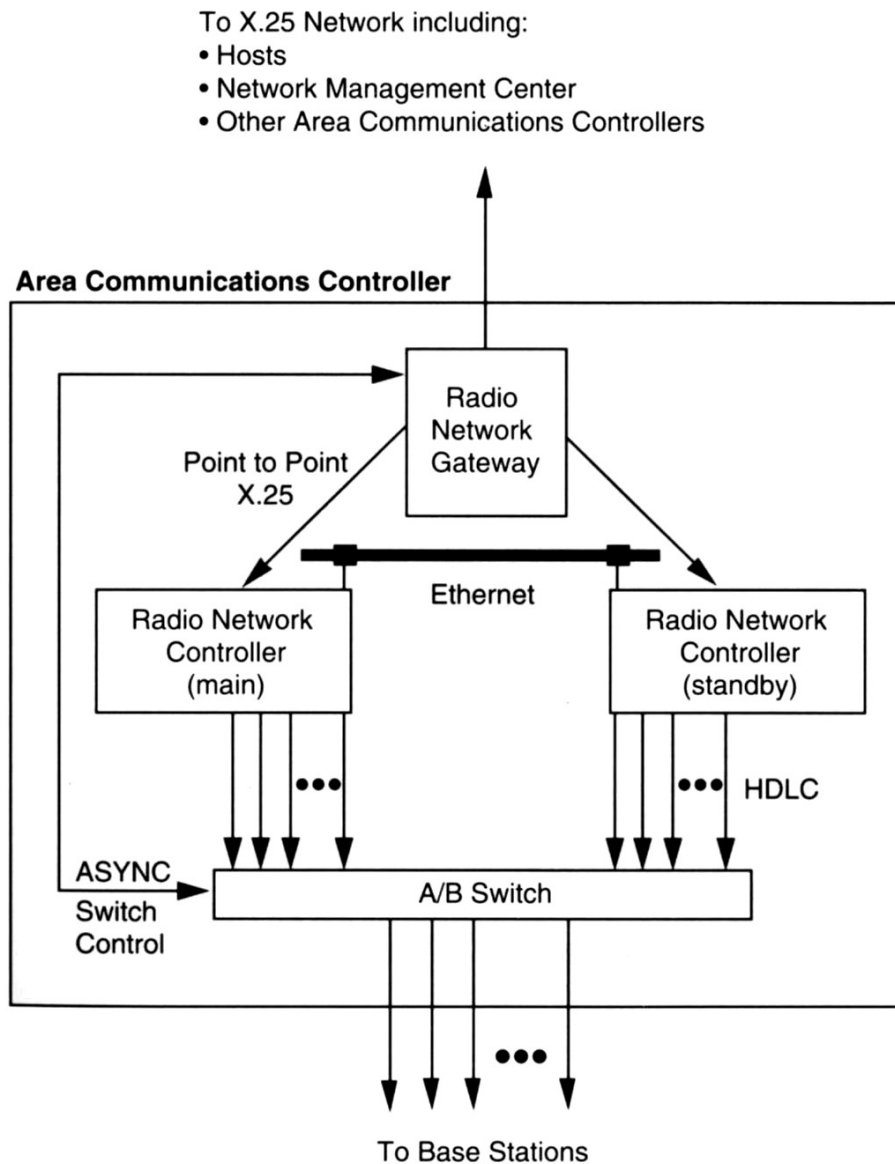 To X.25 Network including:
• Hosts
• Network Management Center
• Other Area Communications Controllers
Area Communications Controller
Radio
Network
Gateway
Point to Point
X.25
Ethernet
Radio Network
Controller
(main)
Radio Network
Controller
(standby)
HDLC
ASYNC
Switch
Control
A/B Switch
To Base Stations